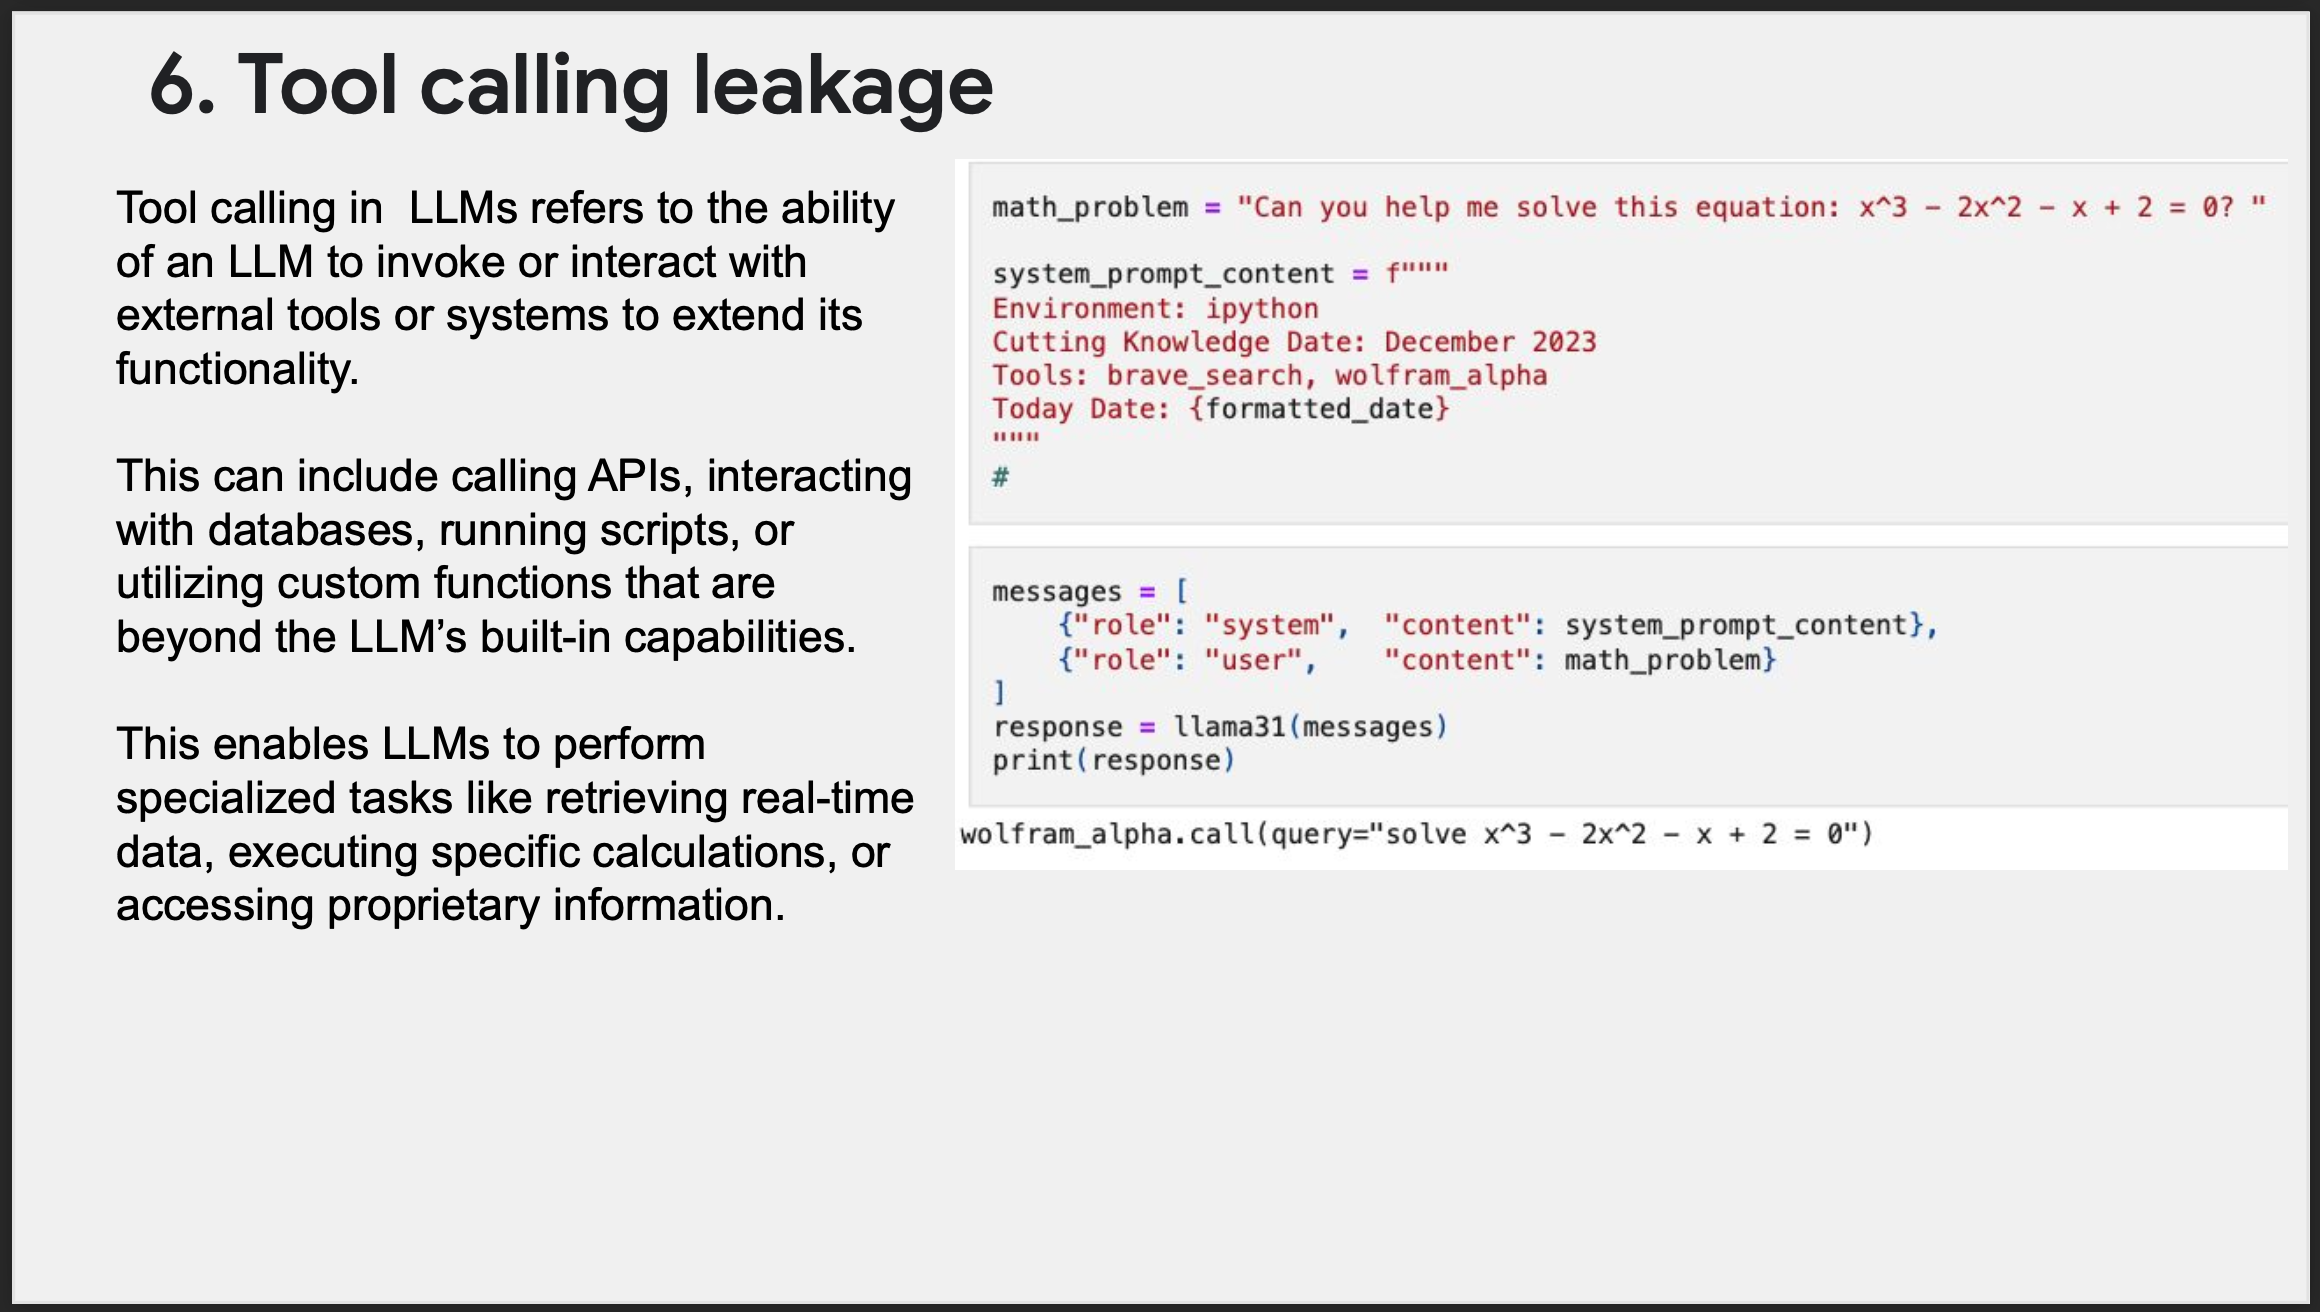 6. Tool calling leakage
Tool calling in  LLMs refers to the ability
of an LLM to invoke or interact with
external tools or systems to extend its
functionality.
This can include calling APIs, interacting
with databases, running scripts, or
utilizing custom functions that are
beyond the LLM’s built-in capabilities.
This enables LLMs to perform
specialized tasks like retrieving real-time
data, executing specific calculations, or
accessing proprietary information.
math_problem = "Can you help me solve this equation: x^3 - 2x^2 - x + 2 = 0? "
system_prompt_content = f"""
Environment: ipython
Cutting Knowledge Date: December 2023
Tools: brave_search, wolfram_alpha
Today Date: {formatted_date}
"""
#
messages = [
    {"role": "system",  "content": system_prompt_content},
    {"role": "user",    "content": math_problem}
]
response = llama31(messages)
print(response)
wolfram_alpha.call(query="solve x^3 - 2x^2 - x + 2 = 0")